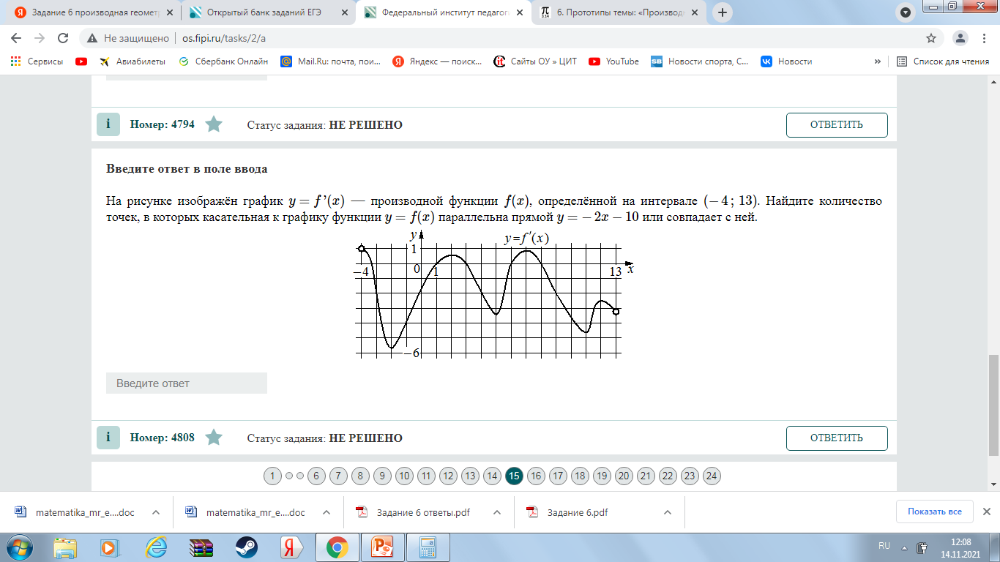 Задание 6 производная геомет
Открытый банк заданий ЕГЭ
Федеральный институт педагог
6. Прототипы темы: «Производ
Не защищено
os.fipi.ru/tasks/2/a
Сервисы
Авиабилеты
Сбербанк Онлайн
Mail.Ru: почта, пои...
Яндекс — поиск...
Сайты ОУ » ЦИТ
YouTube
Новости спорта, С...
Новости
»
Список для чтения
i
Номер: 4794
Статус задания: НЕ РЕШЕНО
ОТВЕТИТЬ
Введите ответ в поле ввода
На рисунке изображён график y = f ’(x) — производной функции f(x), определённой на интервале (− 4 ; 13). Найдите количество
точек, в которых касательная к графику функции y = f(x) параллельна прямой y = − 2x − 10 или совпадает с ней.
y
1
y=f′(x)
0
−4
1
13
x
−6
Введите ответ
i
Номер: 4808
Статус задания: НЕ РЕШЕНО
ОТВЕТИТЬ
1 6 7 8 9 10 11 12 13 14 15 16 17 18 19 20 21 22 23 24
matematika_mr_e....doc
matematika_mr_e....doc
Задание 6 ответы.pdf
Задание 6.pdf
Показать все
RU
12:08
14.11.2021